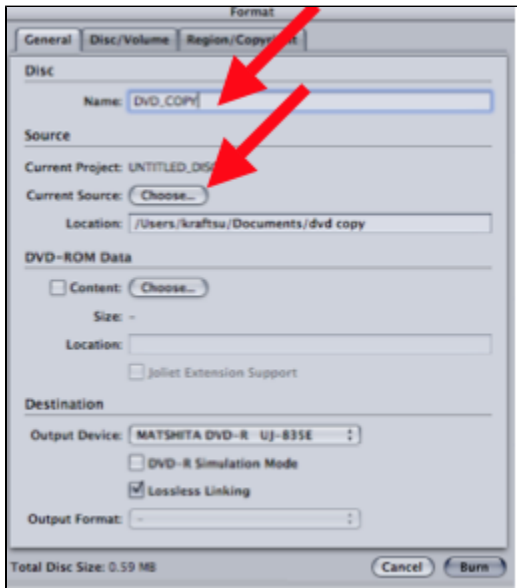 Format
General Disc/Volume Region/Copyright
Disc
Name: DVD_COPY
Source
Current Project: UNTITLED_DISC
Current Source: Choose...
Location: /Users/kraftsu/Documents/dvd copy
DVD-ROM Data
Content: Choose...
Size: -
Location:
Joliet Extension Support
Destination
Output Device: MATSHITA DVD-R UJ-835E
DVD-R Simulation Mode
Lossless Linking
Output Format: -
Total Disc Size: 0.59 MB Cancel Burn